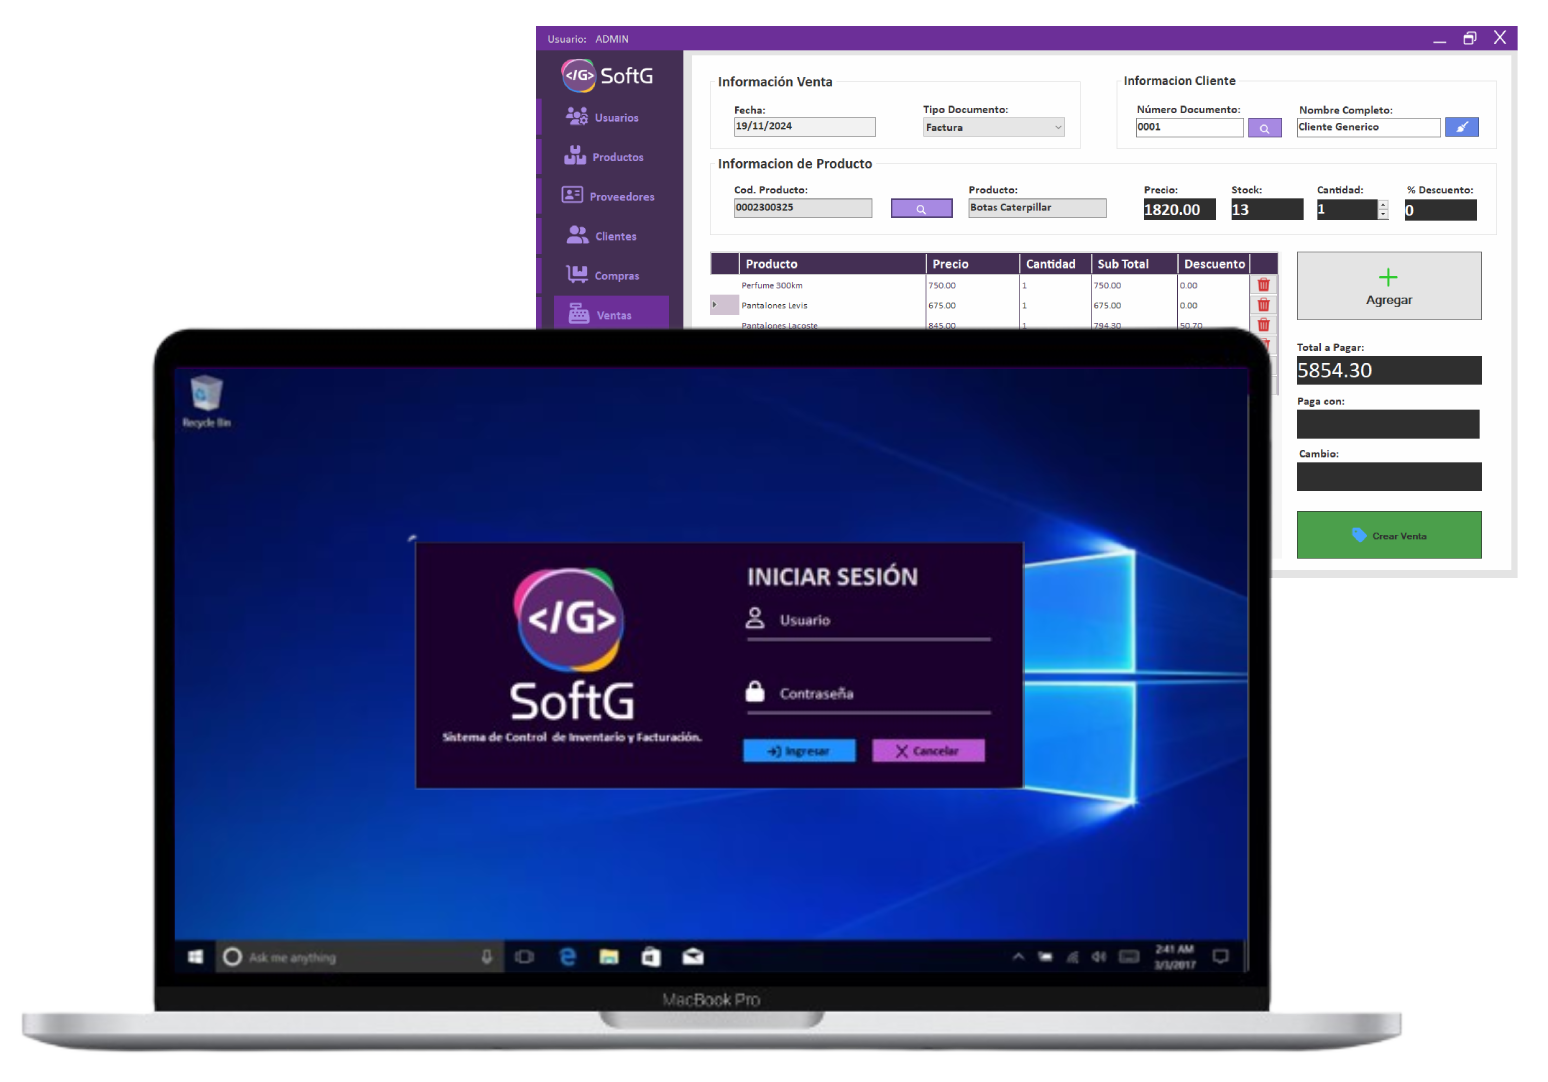 Usuario: ADMIN
</G> SoftG
Usuarios
Productos
Proveedores
Clientes
Compras
Ventas
Información Venta
Fecha:
19/11/2024
Tipo Documento:
Factura
Informacion Cliente
Número Documento:
0001
Nombre Completo:
Cliente Generico
Informacion de Producto
Cod. Producto:
0002300325
Producto:
Botas Caterpillar
Precio:
1820.00
Stock:
13
Cantidad:
1
% Descuento:
0
Producto Precio Cantidad Sub Total Descuento
Perfume 300km 750.00 1 750.00 0.00
Pantalones Levis 675.00 1 675.00 0.00
Pantalones Lacoste 845.00 1 794.30 50.70
Agregar
Total a Pagar:
5854.30
Paga con:
Cambio:
Crear Venta
Recycle Bin
</G>
SoftG
Sistema de Control de Inventario y Facturación.
INICIAR SESIÓN
Usuario
Contraseña
Ingresar
Cancelar
Ask me anything
2:41 AM
3/3/2017
MacBook Pro